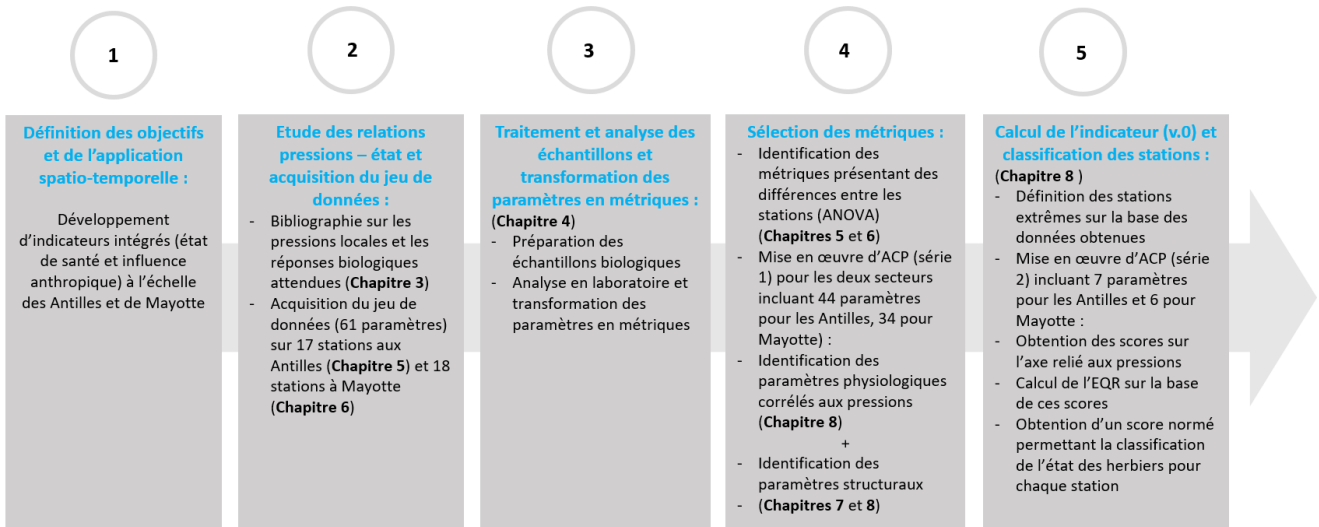 1
Définition des objectifs
et de l'application
spatio-temporelle :
Développement
d'indicateurs intégrés (état
de santé et influence
anthropique) à l'échelle
des Antilles et de Mayotte
2
Etude des relations
pressions – état et
acquisition du jeu de
données :
- Bibliographie sur les
pressions locales et les
réponses biologiques
attendues (Chapitre 3)
- Acquisition du jeu de
données (61 paramètres)
sur 17 stations aux
Antilles (Chapitre 5) et 18
stations à Mayotte
(Chapitre 6)
3
Traitement et analyse des
échantillons et
transformation des
paramètres en métriques :
(Chapitre 4)
- Préparation des
échantillons biologiques
- Analyse en laboratoire et
transformation des
paramètres en métriques
4
Sélection des métriques :
- Identification des
métriques présentant des
différences entre les
stations (ANOVA)
(Chapitres 5 et 6)
- Mise en œuvre d'ACP (série
1) pour les deux secteurs
incluant 44 paramètres
pour les Antilles, 34 pour
Mayotte) :
- Identification des
paramètres physiologiques
corrélés aux pressions
(Chapitre 8)
+
- Identification des
paramètres structuraux
- (Chapitres 7 et 8)
5
Calcul de l'indicateur (v.0) et
classification des stations :
(Chapitre 8 )
- Définition des stations
extrêmes sur la base des
données obtenues
- Mise en œuvre d'ACP (série
2) incluant 7 paramètres
pour les Antilles et 6 pour
Mayotte :
- Obtention des scores sur
l'axe relié aux pressions
- Calcul de l'EQR sur la base
de ces scores
- Obtention d'un score normé
permettant la classification
de l'état des herbiers pour
chaque station